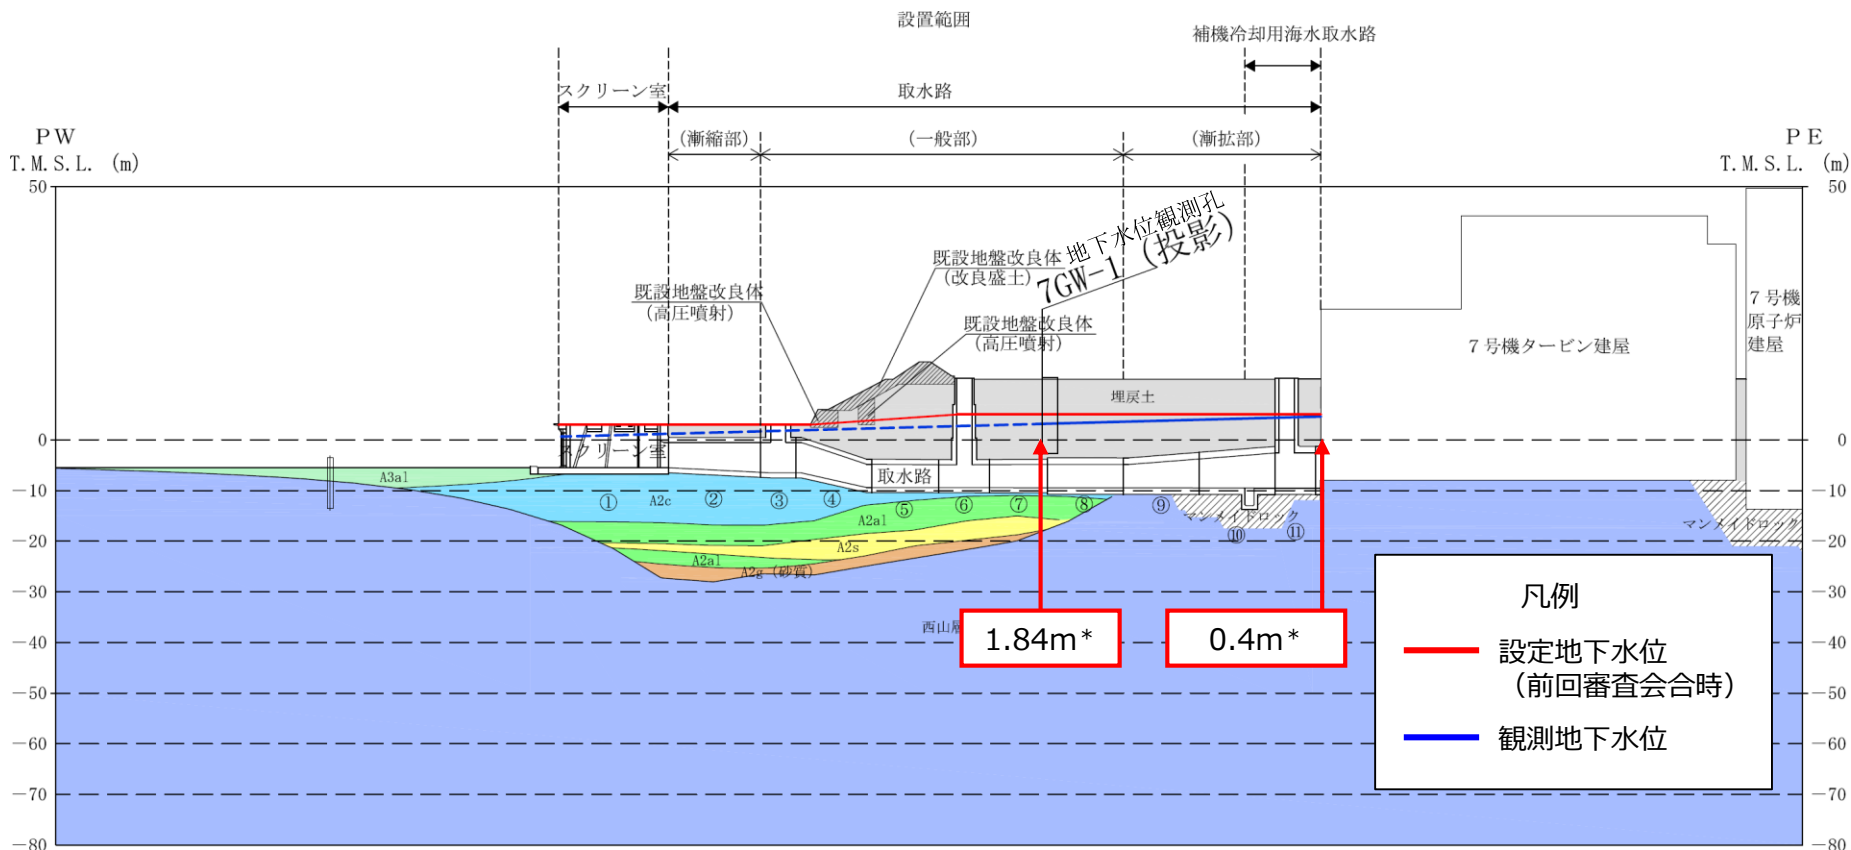 設置範囲
補機冷却用海水取水路
スクリーン室
取水路
PW
T.M.S.L. (m)
(漸縮部)
(一般部)
(漸拡部)
PE
T.M.S.L. (m)
50
50
地下水位観測孔
7GW-1 (投影)
既設地盤改良体
(改良盛土)
既設地盤改良体
(高圧噴射)
既設地盤改良体
(高圧噴射)
7号機
原子炉
建屋
7号機タービン建屋
埋戻土
0
0
スクリーン室
取水路
A3al
-10
-10
① A2c ② ③ ④ ⑤ ⑥ ⑦ ⑧ ⑨ ⑩ ⑪
マンメイドロック
マンメイドロック
A2al
-20
-20
A2s
A2al
A2g (砂質)
-30
-30
西山層
1.84m*
0.4m*
凡例
設定地下水位
(前回審査会合時)
観測地下水位
-40
-40
-50
-50
-60
-60
-70
-70
-80
-80